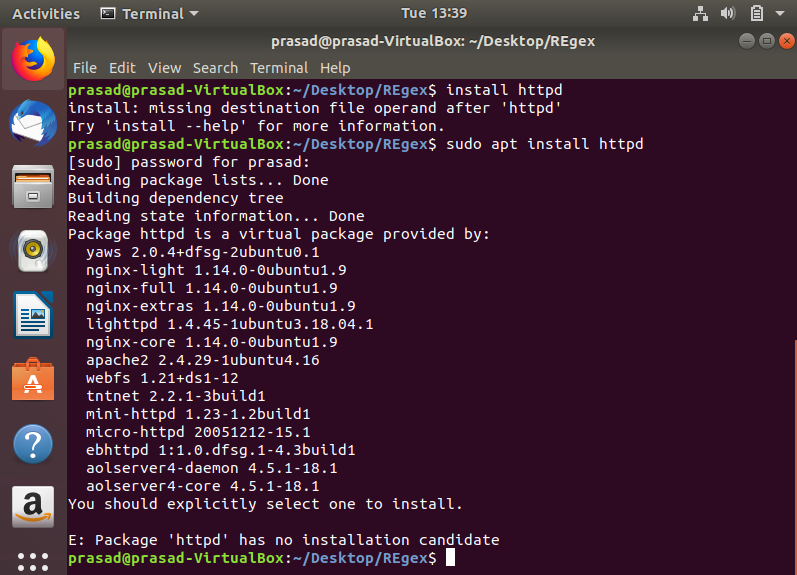 Activities Terminal Tue 13:39
prasad@prasad-VirtualBox: ~/Desktop/REgex
File Edit View Search Terminal Help
prasad@prasad-VirtualBox:~/Desktop/REgex$ install httpd
install: missing destination file operand after 'httpd'
Try 'install --help' for more information.
prasad@prasad-VirtualBox:~/Desktop/REgex$ sudo apt install httpd
[sudo] password for prasad:
Reading package lists... Done
Building dependency tree
Reading state information... Done
Package httpd is a virtual package provided by:
  yaws 2.0.4+dfsg-2ubuntu0.1
  nginx-light 1.14.0-0ubuntu1.9
  nginx-full 1.14.0-0ubuntu1.9
  nginx-extras 1.14.0-0ubuntu1.9
  lighttpd 1.4.45-1ubuntu3.18.04.1
  nginx-core 1.14.0-0ubuntu1.9
  apache2 2.4.29-1ubuntu4.16
  webfs 1.21+ds1-12
  tntnet 2.2.1-3build1
  mini-httpd 1.23-1.2build1
  micro-httpd 20051212-15.1
  ebhttpd 1:1.0.dfsg.1-4.3build1
  aolserver4-daemon 4.5.1-18.1
  aolserver4-core 4.5.1-18.1
You should explicitly select one to install.
E: Package 'httpd' has no installation candidate
prasad@prasad-VirtualBox:~/Desktop/REgex$